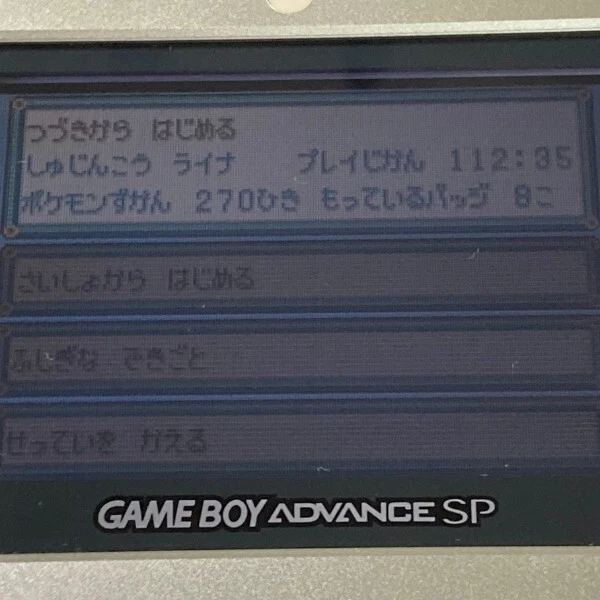 つづきから はじめる
しゅじんこう ライナ プレイじかん 112:35
ポケモンずかん 270ひき もっているバッジ 8こ
さいしょから はじめる
ふしぎな できごと
せっていを かえる
GAME BOY ADVANCE SP